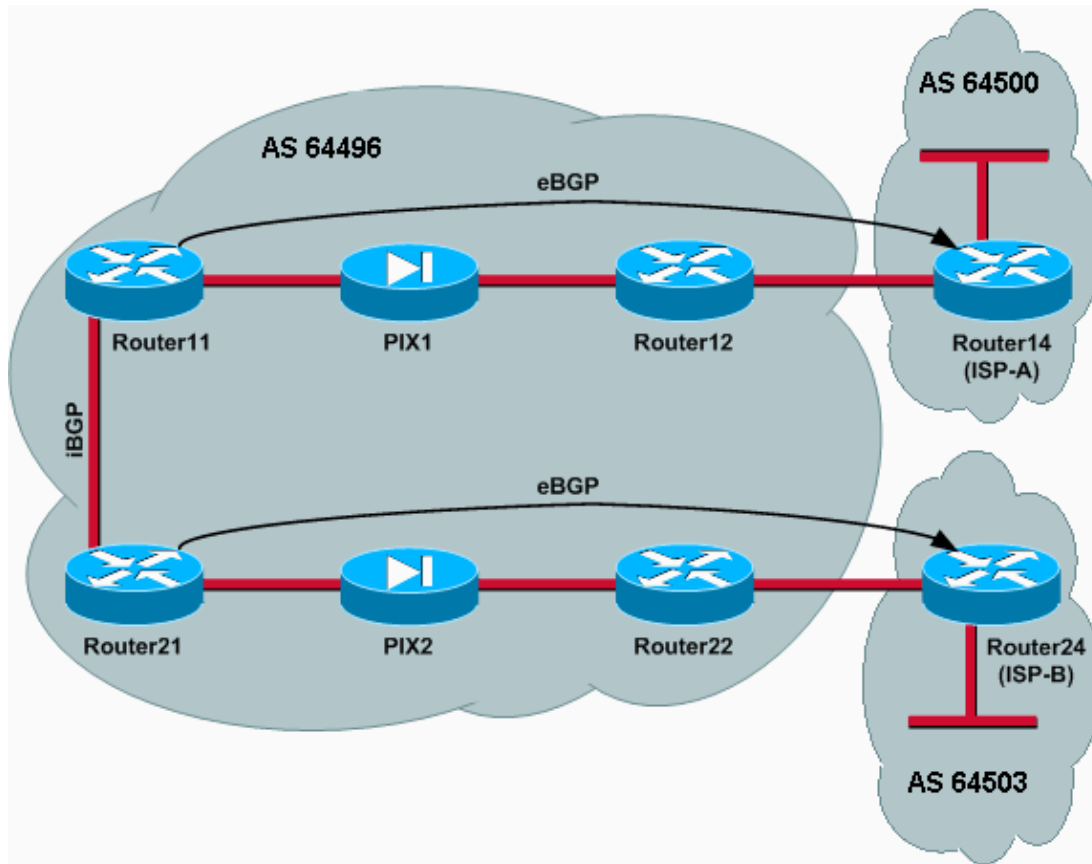 AS 64500
AS 64496
eBGP
Router11
PIX1
Router12
Router14
(ISP-A)
iBGP
eBGP
Router21
PIX2
Router22
Router24
(ISP-B)
AS 64503